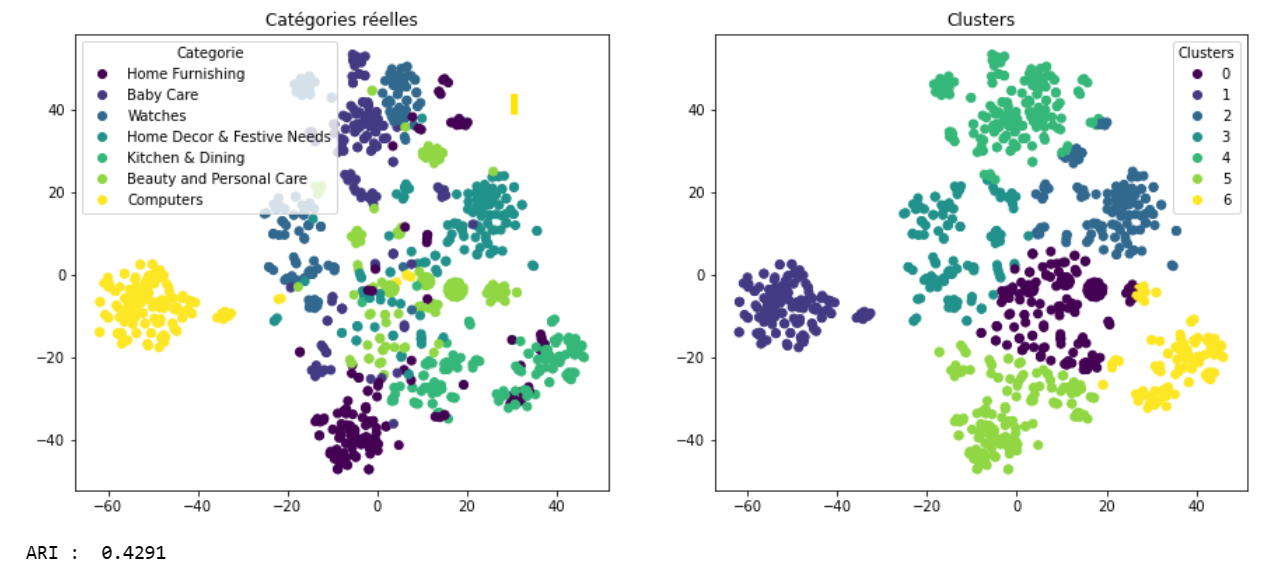 Catégories réelles
Categorie
Home Furnishing
Baby Care
Watches
Home Decor & Festive Needs
Kitchen & Dining
Beauty and Personal Care
Computers
40
20
0
−20
−40
−60
−40
−20
0
20
40
Clusters
Clusters
0
1
2
3
4
5
6
40
20
0
−20
−40
−60
−40
−20
0
20
40
ARI :  0.4291